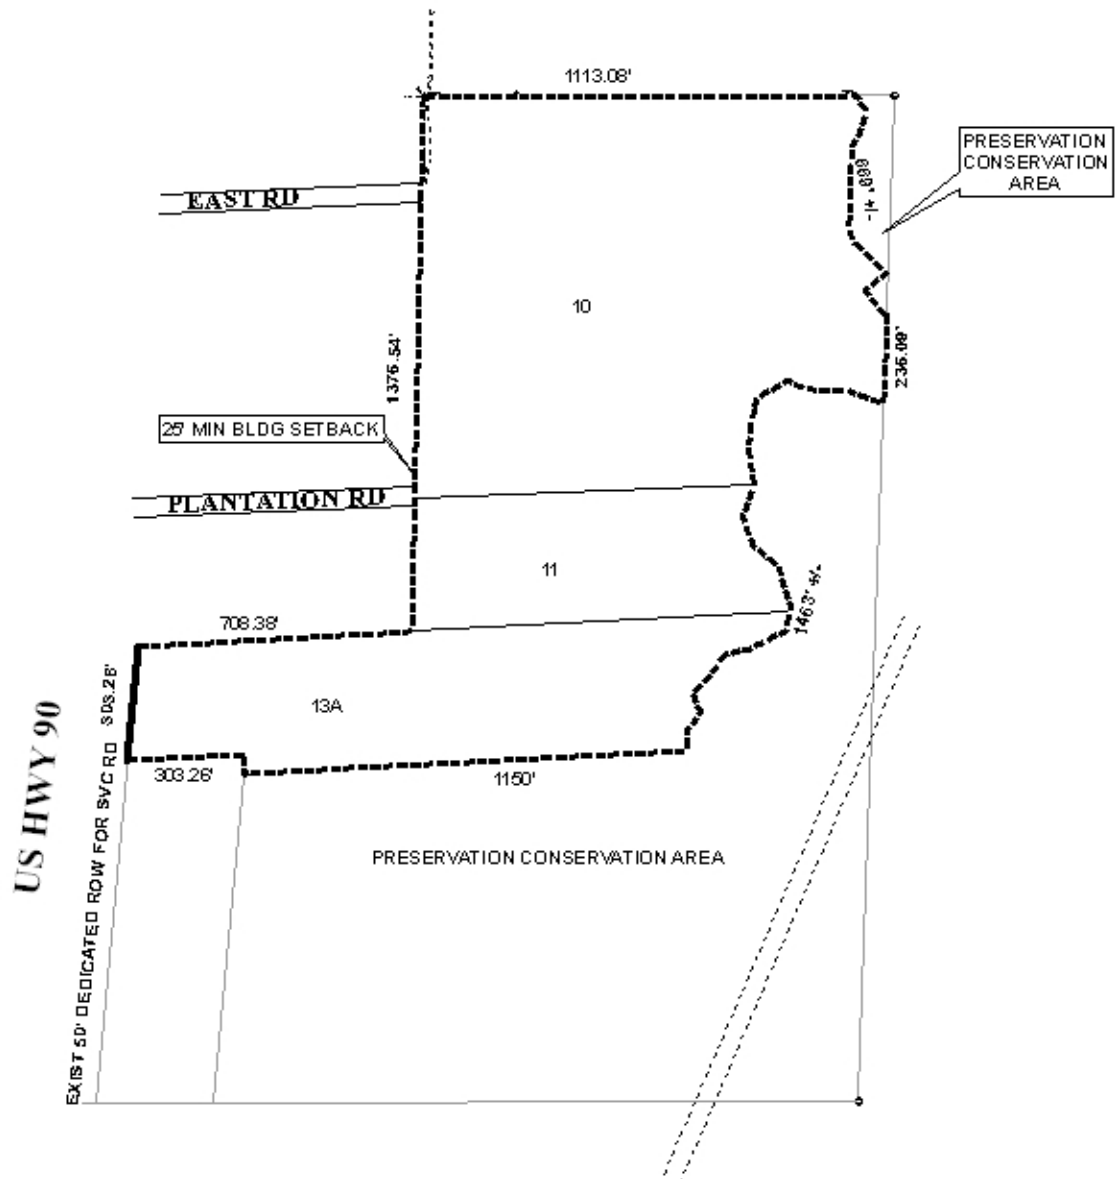 1113.08'
PRESERVATION
CONSERVATION
AREA
EAST RD
10
1376.54'
236.09'
25' MIN BLDG SETBACK
PLANTATION RD
11
1463' +/-
708.38'
303.26'
13A
US HWY 90
303.26'
1150'
EXIST 50' DEDICATED ROW FOR SVC RD
PRESERVATION CONSERVATION AREA